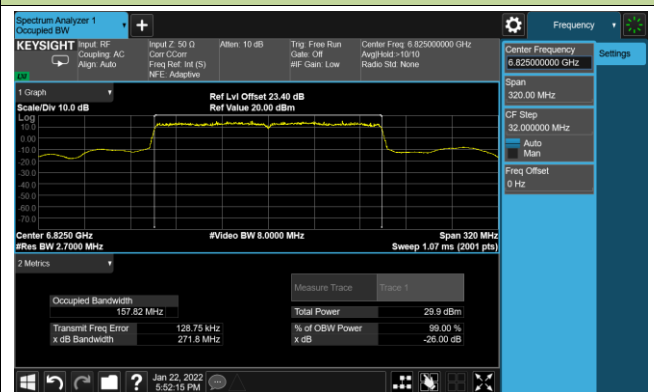 Spectrum Analyzer 1
Occupied BW
Frequency
KEYSIGHT
Input: RF
Coupling: AC
Align: Auto
Input Z: 50 Ω
Corr CCorr
Freq Ref: Int (S)
NFE: Adaptive
Atten: 10 dB
Trig: Free Run
Gate: Off
#IF Gain: Low
Center Freq: 6.825000000 GHz
Avg|Hold:>10/10
Radio Std: None
LXI
Center Frequency
6.825000000 GHz
Settings
Span
320.00 MHz
CF Step
32.000000 MHz
Auto
Man
Freq Offset
0 Hz
1 Graph
Scale/Div 10.0 dB
Ref Lvl Offset 23.40 dB
Ref Value 20.00 dBm
Log
10.0
0.00
-10.0
-20.0
-30.0
-40.0
-50.0
-60.0
-70.0
Center 6.8250 GHz
#Video BW 8.0000 MHz
Span 320 MHz
#Res BW 2.7000 MHz
Sweep 1.07 ms (2001 pts)
2 Metrics
Measure Trace
Trace 1
Occupied Bandwidth
157.82 MHz
Total Power
29.9 dBm
Transmit Freq Error
128.75 kHz
% of OBW Power
99.00 %
x dB Bandwidth
271.8 MHz
x dB
-26.00 dB
?
Jan 22, 2022
5:52:15 PM